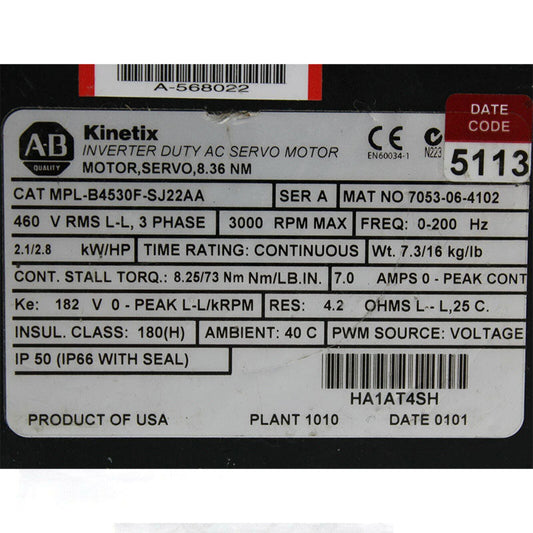 A-568022
DATE
CODE
5113
A-B
QUALITY
Kinetix
INVERTER DUTY AC SERVO MOTOR
MOTOR,SERVO,8.36 NM
CE
EN60034-1
N223
CAT MPL-B4530F-SJ22AA SER A MAT NO 7053-06-4102
460 V RMS L-L, 3 PHASE 3000 RPM MAX FREQ: 0-200 Hz
2.1/2.8 kW/HP TIME RATING: CONTINUOUS Wt. 7.3/16 kg/lb
CONT. STALL TORQ.: 8.25/73 Nm Nm/LB.IN. 7.0 AMPS 0 - PEAK CONT
Ke: 182 V 0 - PEAK L-L/kRPM RES: 4.2 OHMS L - L,25 C.
INSUL. CLASS: 180(H) AMBIENT: 40 C PWM SOURCE: VOLTAGE
IP 50 (IP66 WITH SEAL)
HA1AT4SH
PRODUCT OF USA PLANT 1010 DATE 0101